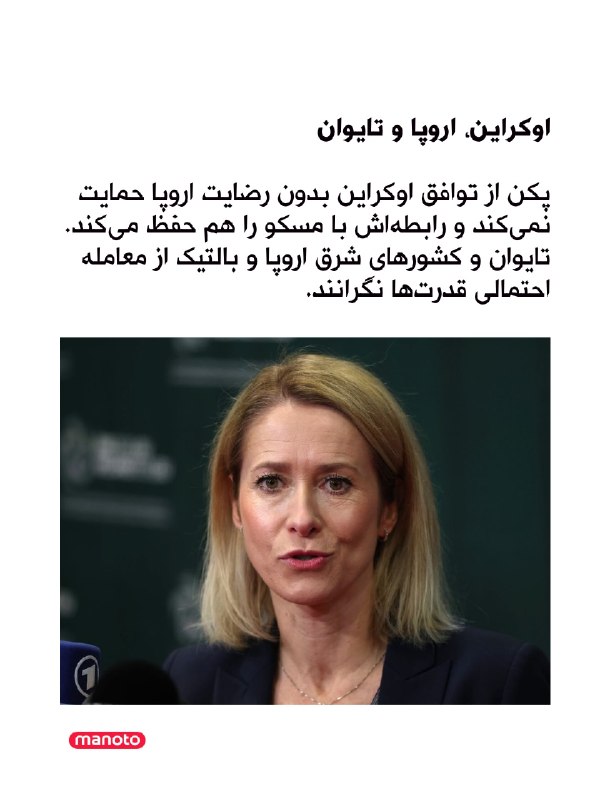 اوکراین، اروپا و تایوان
پکن از توافق اوکراین بدون رضایت اروپا حمایت
نمی‌کند و رابطه‌اش با مسکو را هم حفظ می‌کند.
تایوان و کشورهای شرق اروپا و بالتیک از معامله
احتمالی قدرت‌ها نگرانند.
1
manoto